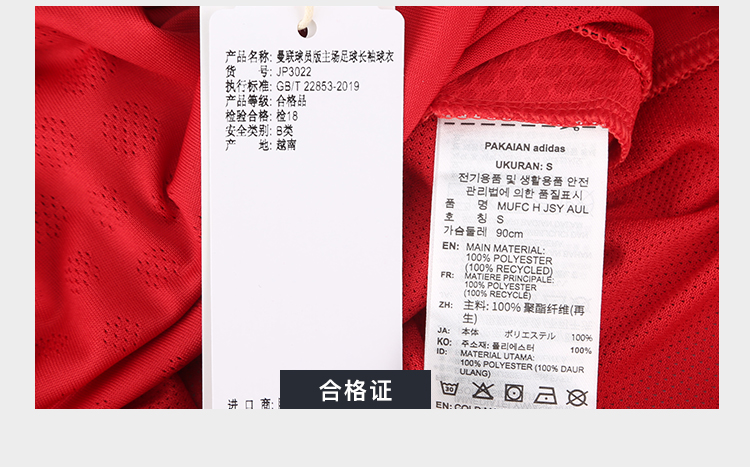 产品名称: 曼联球员版主场足球长袖球衣
货 号: JP3022
执行标准: GB/T 22853-2019
产品等级: 合格品
检验合格: 检18
安全类别: B类
产 地: 越南
进 口 商:
合格证
PAKAIAN adidas
UKURAN: S
전기용품 및 생활용품 안전
관리법에 의한 품질표시
품 명 MUFC H JSY AUL
호 칭 S
가슴둘레 90cm
EN: MAIN MATERIAL:
100% POLYESTER
(100% RECYCLED)
FR: MATIERE PRINCIPALE:
100% POLYESTER
(100% RECYCLÉ)
ZH: 主料: 100% 聚酯纤维(再
生)
JA: 本体 ポリエステル 100%
KO: 주소재: 폴리에스터 100%
ID: MATERIAL UTAMA:
100% POLYESTER (100% DAUR
ULANG)
30